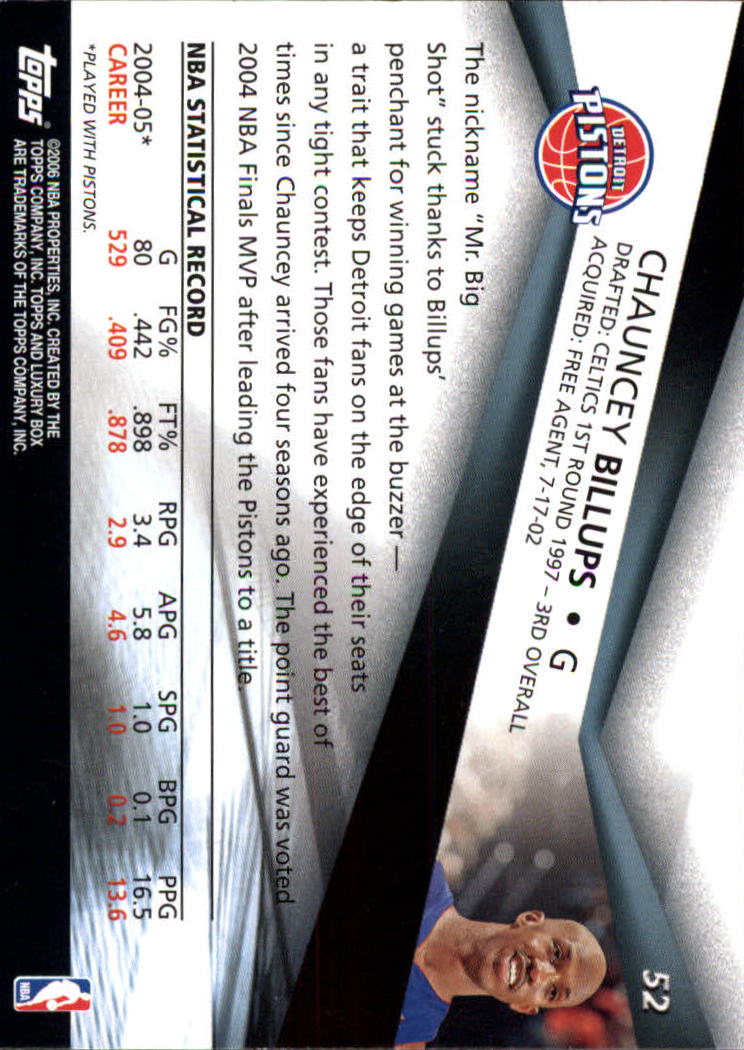 52
DETROIT
PISTONS
CHAUNCEY BILLUPS • G
DRAFTED: CELTICS 1ST ROUND 1997 – 3RD OVERALL
ACQUIRED: FREE AGENT, 7-17-02
The nickname "Mr. Big
Shot" stuck thanks to Billups'
penchant for winning games at the buzzer —
a trait that keeps Detroit fans on the edge of their seats
in any tight contest. Those fans have experienced the best of
times since Chauncey arrived four seasons ago. The point guard was voted
2004 NBA Finals MVP after leading the Pistons to a title.
NBA STATISTICAL RECORD
G FG% FT% RPG APG SPG BPG PPG
2004-05* 80 .442 .898 3.4 5.8 1.0 0.1 16.5
CAREER 529 .409 .878 2.9 4.6 1.0 0.2 13.6
*PLAYED WITH PISTONS.
topps®
©2006 NBA PROPERTIES, INC. CREATED BY THE
TOPPS COMPANY, INC. TOPPS AND LUXURY BOX
ARE TRADEMARKS OF THE TOPPS COMPANY, INC.
NBA